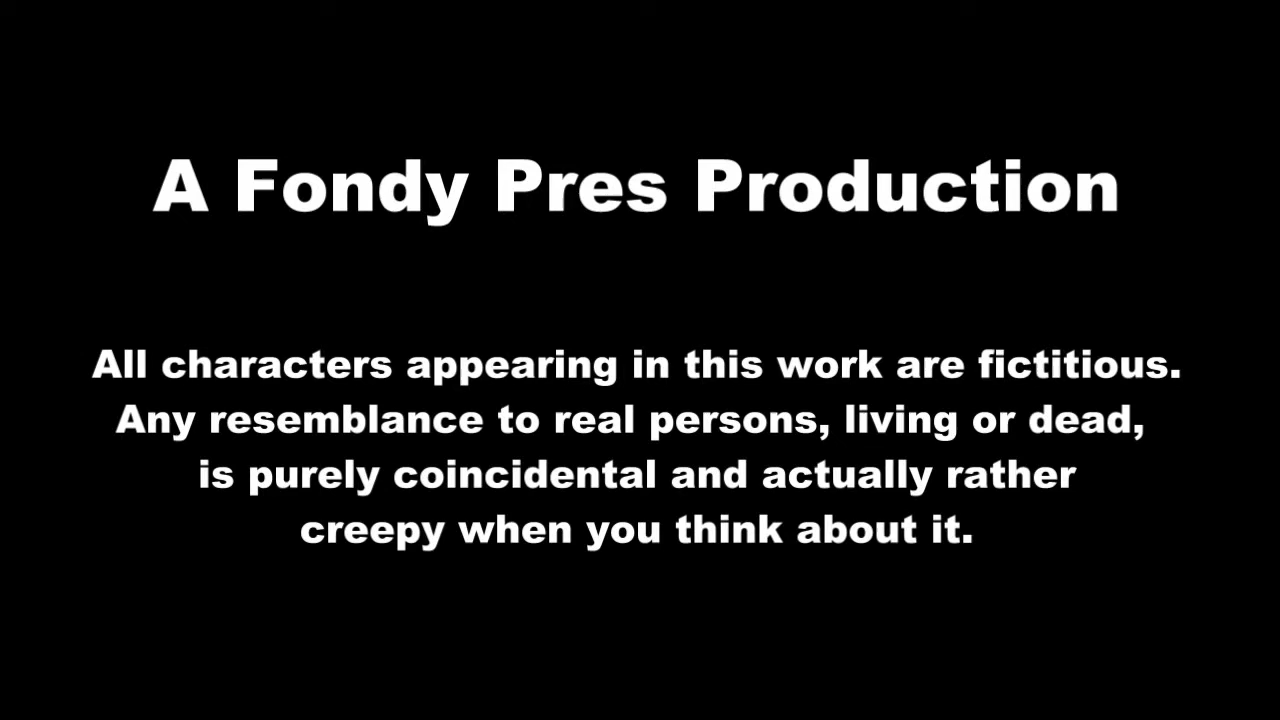 A Fondy Pres Production
All characters appearing in this work are fictitious.
Any resemblance to real persons, living or dead,
is purely coincidental and actually rather
creepy when you think about it.